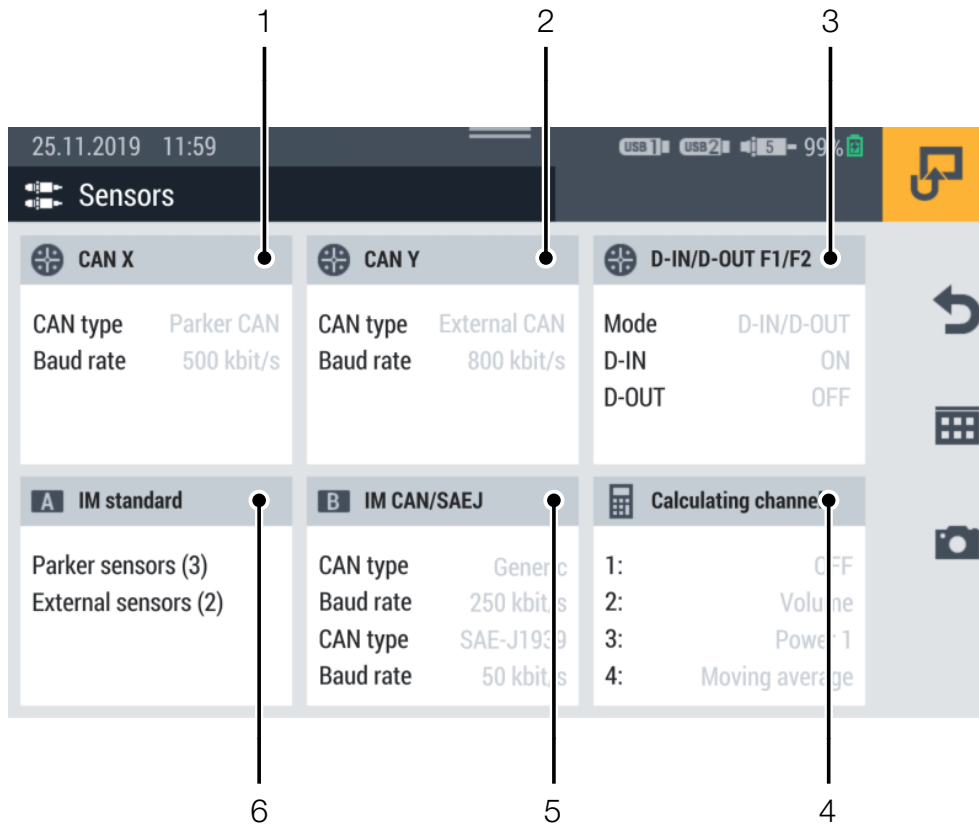 1 2 3
25.11.2019 11:59 USB 1 USB 2 5 99%
Sensors
CAN X
CAN type Parker CAN
Baud rate 500 kbit/s
CAN Y
CAN type External CAN
Baud rate 800 kbit/s
D-IN/D-OUT F1/F2
Mode D-IN/D-OUT
D-IN ON
D-OUT OFF
A IM standard
Parker sensors (3)
External sensors (2)
B IM CAN/SAEJ
CAN type Generic
Baud rate 250 kbit/s
CAN type SAE-J1939
Baud rate 50 kbit/s
Calculating channel
1: OFF
2: Volume
3: Power 1
4: Moving average
6 5 4